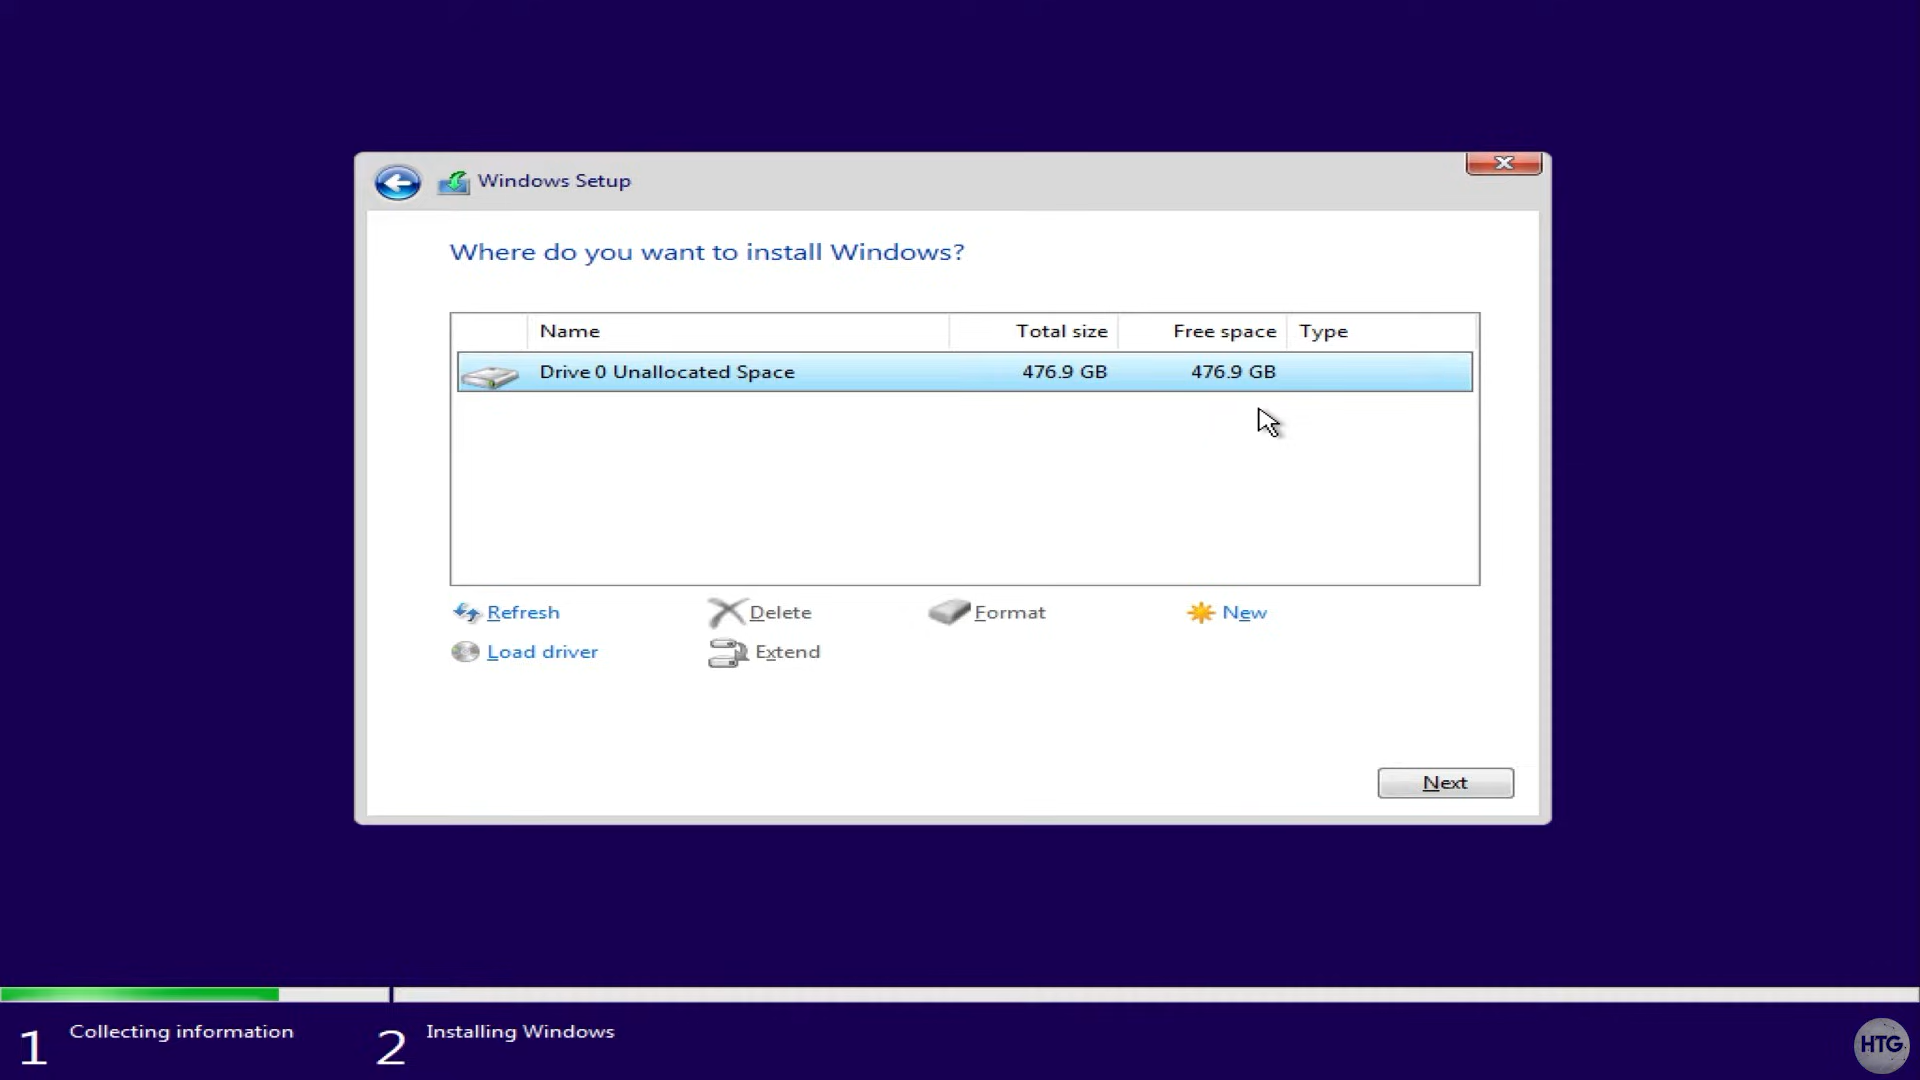 Windows Setup
Where do you want to install Windows?
Name Total size Free space Type
Drive 0 Unallocated Space 476.9 GB 476.9 GB
Refresh Delete Format New
Load driver Extend
Next
1 Collecting information 2 Installing Windows
HTG